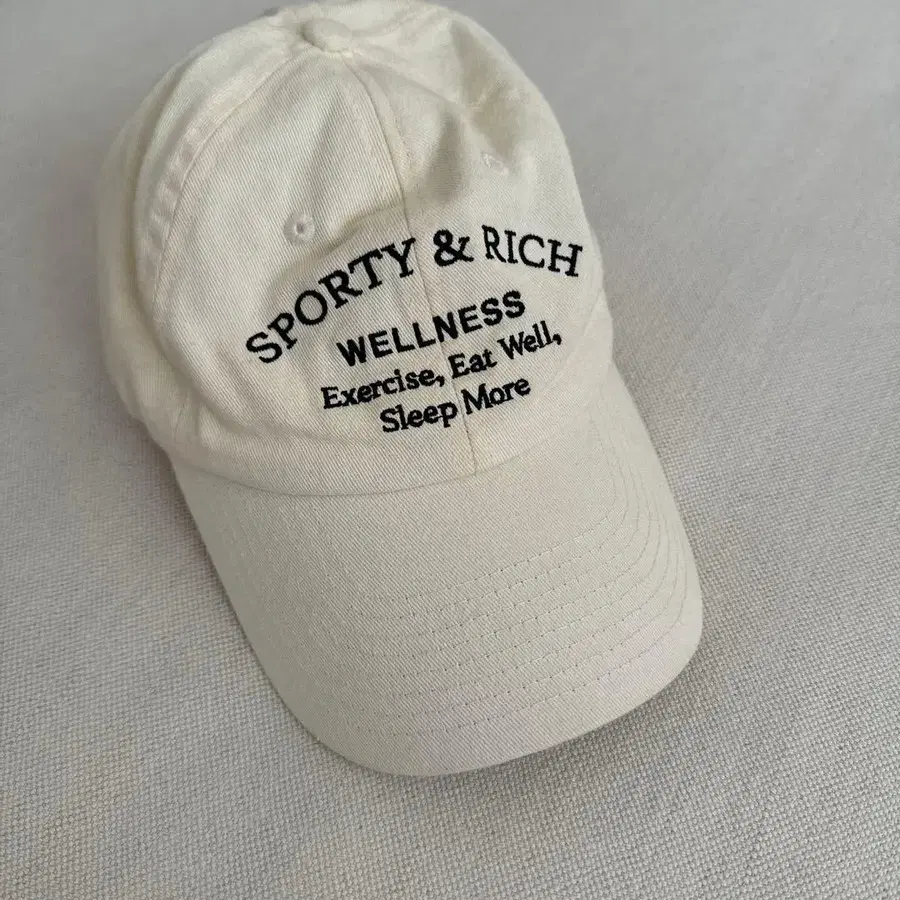 SPORTY & RICH
WELLNESS
Exercise, Eat Well,
Sleep More